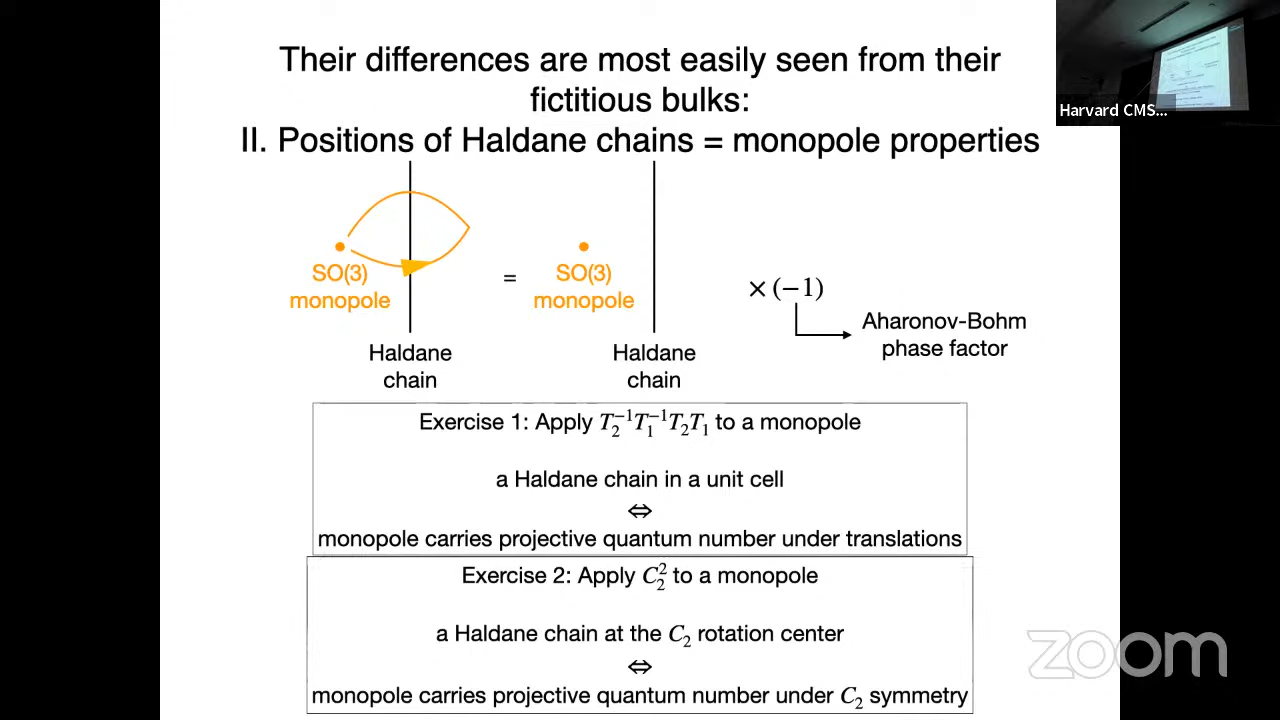 Their differences are most easily seen from their
fictitious bulks:
II. Positions of Haldane chains = monopole properties
SO(3)
monopole
Haldane
chain
=
SO(3)
monopole
Haldane
chain
× (−1)
Aharonov-Bohm
phase factor
Exercise 1: Apply T₂⁻¹T₁⁻¹T₂T₁ to a monopole
a Haldane chain in a unit cell
⇔
monopole carries projective quantum number under translations
Exercise 2: Apply C₂² to a monopole
a Haldane chain at the C₂ rotation center
⇔
monopole carries projective quantum number under C₂ symmetry
Harvard CMS...
zoom